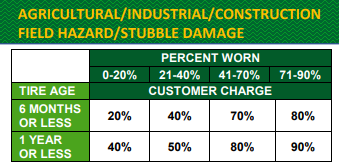 AGRICULTURAL/INDUSTRIAL/CONSTRUCTION
FIELD HAZARD/STUBBLE DAMAGE
PERCENT WORN
0-20% 21-40% 41-70% 71-90%
TIRE AGE CUSTOMER CHARGE
6 MONTHS OR LESS 20% 40% 70% 80%
1 YEAR OR LESS 40% 50% 80% 90%